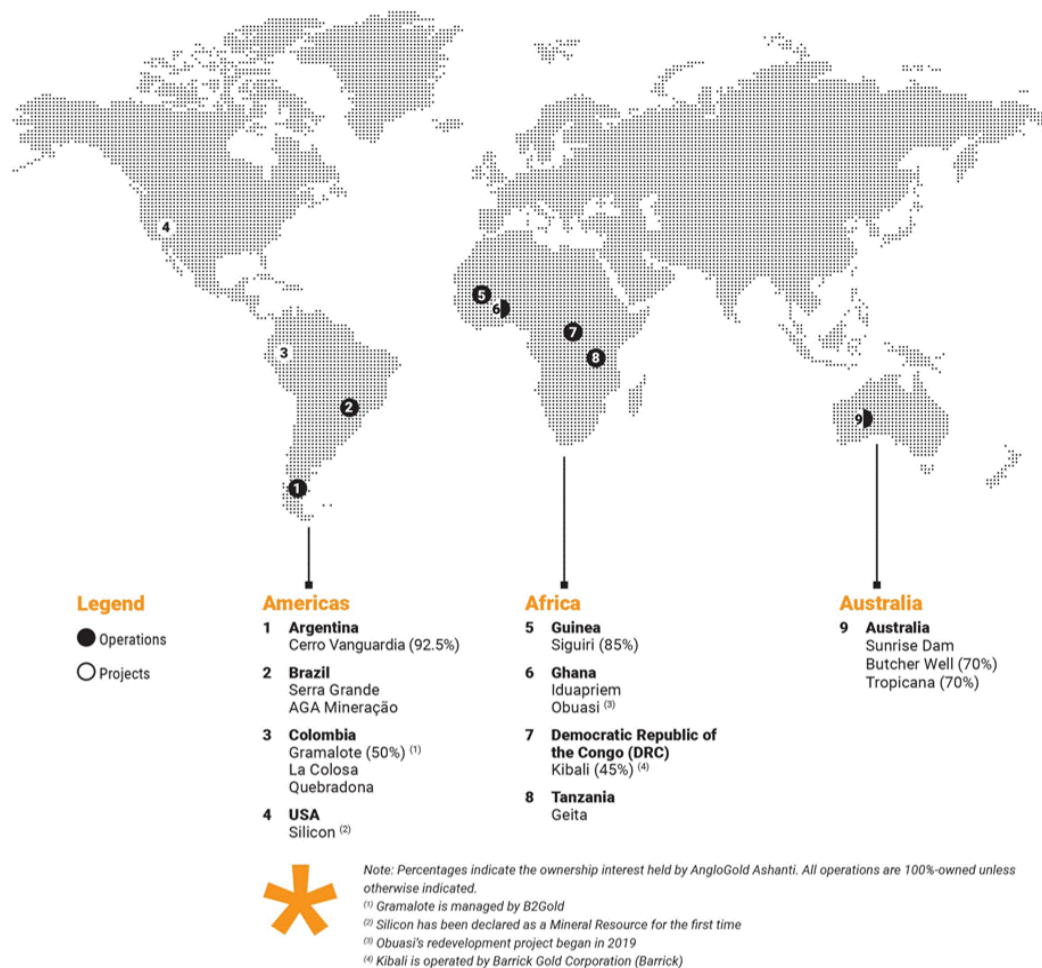 4
5
6
7
3
8
2
9
1
Legend
Operations
Projects
Americas
1 Argentina
Cerro Vanguardia (92.5%)
2 Brazil
Serra Grande
AGA Mineração
3 Colombia
Gramalote (50%) (1)
La Colosa
Quebradona
4 USA
Silicon (2)
Africa
5 Guinea
Siguiri (85%)
6 Ghana
Iduapriem
Obuasi (3)
7 Democratic Republic of
the Congo (DRC)
Kibali (45%) (4)
8 Tanzania
Geita
Australia
9 Australia
Sunrise Dam
Butcher Well (70%)
Tropicana (70%)
Note: Percentages indicate the ownership interest held by AngloGold Ashanti. All operations are 100%-owned unless
otherwise indicated.
(1) Gramalote is managed by B2Gold
(2) Silicon has been declared as a Mineral Resource for the first time
(3) Obuasi's redevelopment project began in 2019
(4) Kibali is operated by Barrick Gold Corporation (Barrick)